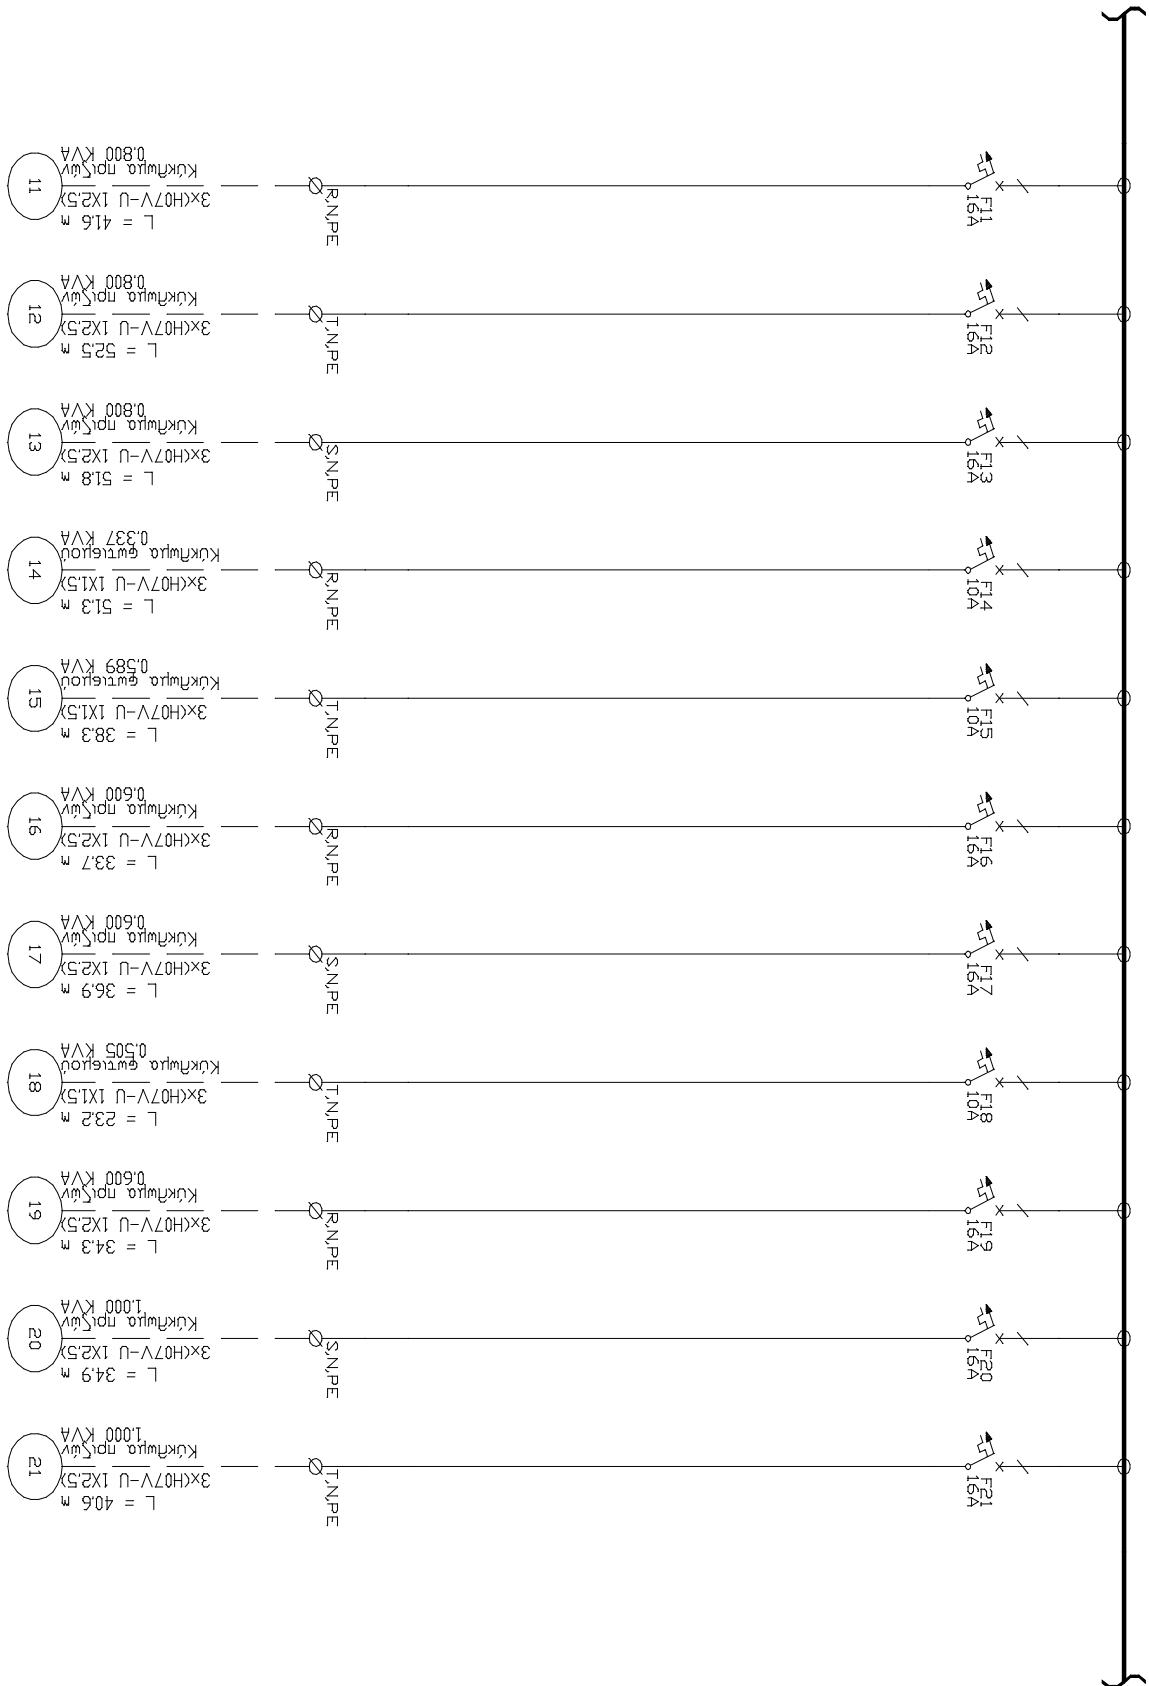 11
0.800 KVA
Κύκλωμα πριζών
3x(H07V-U 1X2.5)
L = 41.6 m
R,N,PE
F11
16A
12
0.800 KVA
Κύκλωμα πριζών
3x(H07V-U 1X2.5)
L = 52.5 m
T,N,PE
F12
16A
13
0.800 KVA
Κύκλωμα πριζών
3x(H07V-U 1X2.5)
L = 51.8 m
S,N,PE
F13
16A
14
0.337 KVA
Κύκλωμα φωτισμού
3x(H07V-U 1X1.5)
L = 51.3 m
R,N,PE
F14
10A
15
0.589 KVA
Κύκλωμα φωτισμού
3x(H07V-U 1X1.5)
L = 38.3 m
T,N,PE
F15
10A
16
0.600 KVA
Κύκλωμα πριζών
3x(H07V-U 1X2.5)
L = 33.7 m
R,N,PE
F16
16A
17
0.600 KVA
Κύκλωμα πριζών
3x(H07V-U 1X2.5)
L = 36.9 m
S,N,PE
F17
16A
18
0.505 KVA
Κύκλωμα φωτισμού
3x(H07V-U 1X1.5)
L = 23.2 m
T,N,PE
F18
10A
19
0.600 KVA
Κύκλωμα πριζών
3x(H07V-U 1X2.5)
L = 34.3 m
R,N,PE
F19
16A
20
1.000 KVA
Κύκλωμα πριζών
3x(H07V-U 1X2.5)
L = 34.9 m
S,N,PE
F20
16A
21
1.000 KVA
Κύκλωμα πριζών
3x(H07V-U 1X2.5)
L = 40.6 m
T,N,PE
F21
16A